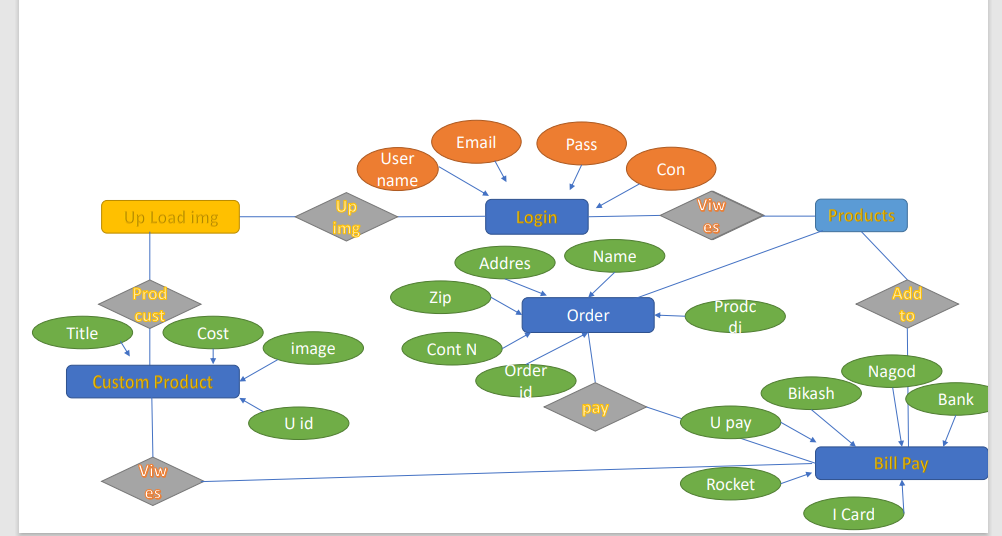 Email
Pass
User
name
Con
Up Load img
Up
img
Login
Viw
es
Products
Addres
Name
Zip
Order
Prodc
di
Prod
cust
Add
to
Title
Cost
image
Cont N
Order
id
Custom Product
pay
Nagod
Bikash
Bank
U id
U pay
Viw
es
Bill Pay
Rocket
I Card